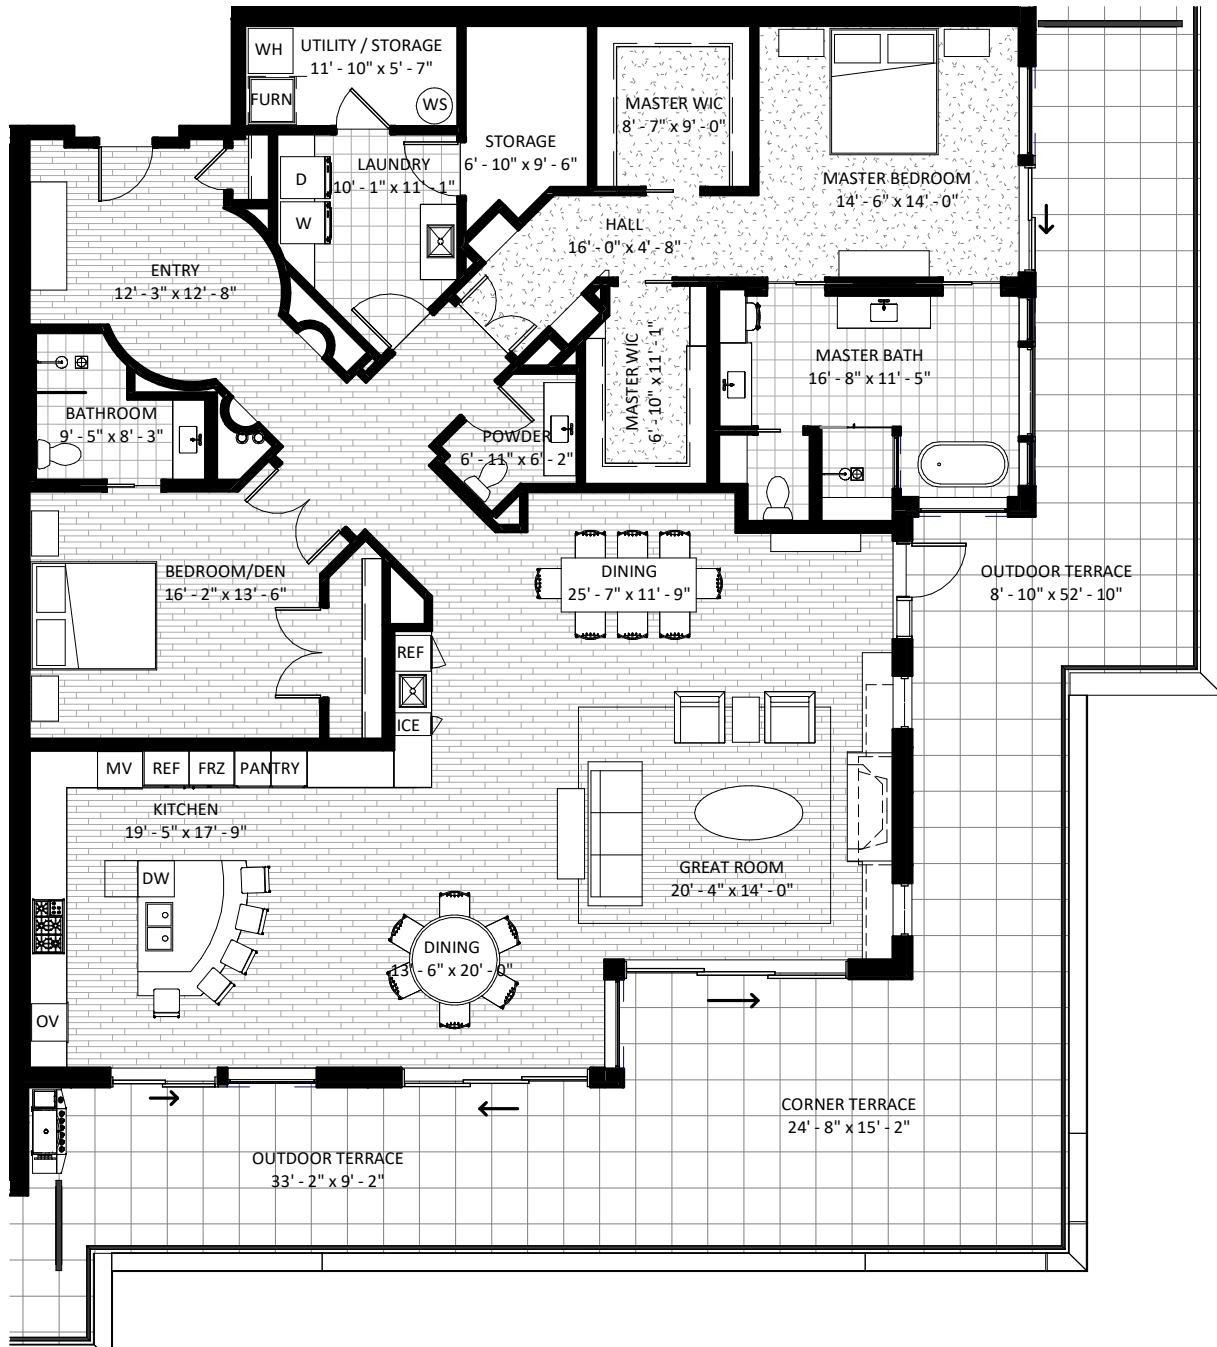 WH
UTILITY / STORAGE
11' - 10" x 5' - 7"
FURN
WS
MASTER WIC
8' - 7" x 9' - 0"
STORAGE
6' - 10" x 9' - 6"
LAUNDRY
10' - 1" x 11' - 1"
D
W
MASTER BEDROOM
14' - 6" x 14' - 0"
HALL
16' - 0" x 4' - 8"
ENTRY
12' - 3" x 12' - 8"
MASTER WIC
6' - 10" x 11' - 1"
MASTER BATH
16' - 8" x 11' - 5"
BATHROOM
9' - 5" x 8' - 3"
POWDER
6' - 11" x 6' - 2"
BEDROOM/DEN
16' - 2" x 13' - 6"
DINING
25' - 7" x 11' - 9"
OUTDOOR TERRACE
8' - 10" x 52' - 10"
REF
ICE
MV
REF
FRZ
PANTRY
KITCHEN
19' - 5" x 17' - 9"
DW
GREAT ROOM
20' - 4" x 14' - 0"
DINING
13' - 6" x 20' - 0"
OV
CORNER TERRACE
24' - 8" x 15' - 2"
OUTDOOR TERRACE
33' - 2" x 9' - 2"